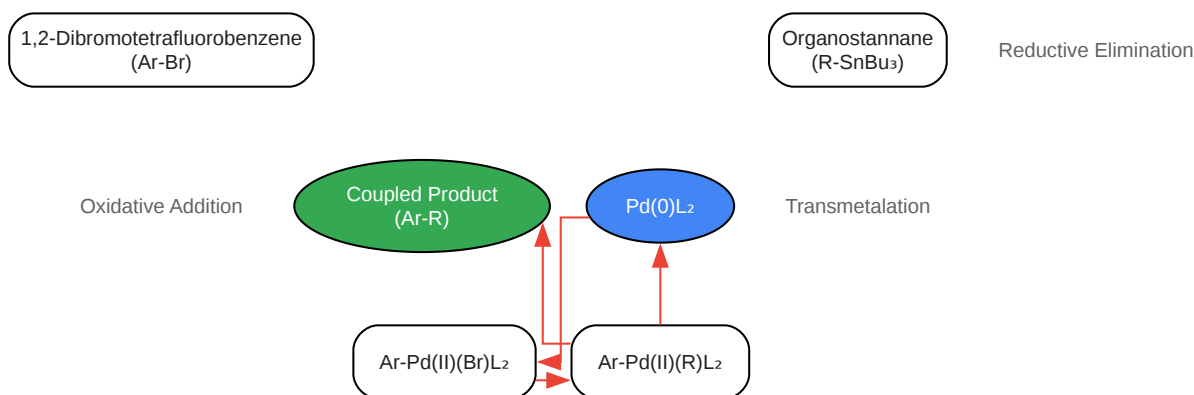 1,2-Dibromotetrafluorobenzene
(Ar-Br)
Organostannane
(R-SnBu₃)
Reductive Elimination
Oxidative Addition
Coupled Product
(Ar-R)
Pd(0)L₂
Transmetalation
Ar-Pd(II)(Br)L₂
Ar-Pd(II)(R)L₂